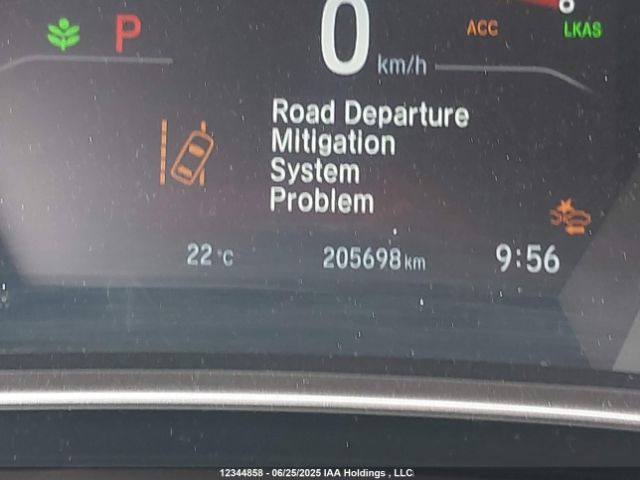 P
0 km/h
ACC
LKAS
Road Departure
Mitigation
System
Problem
22 °C
205698 km
9:56
12344858 - 06/25/2025 IAA Holdings , LLC